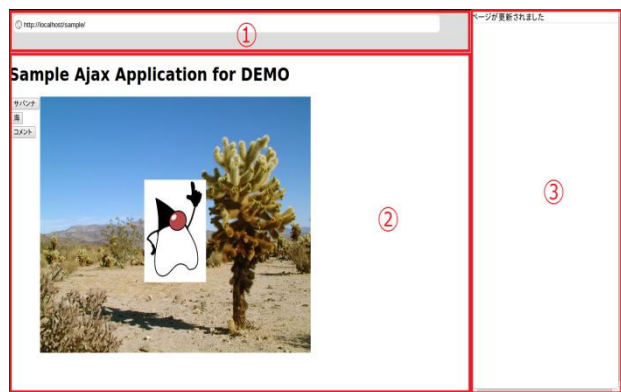 http://localhost/sample/
①
ページが更新されました
Sample Ajax Application for DEMO
サバンナ
海
コメント
②
③